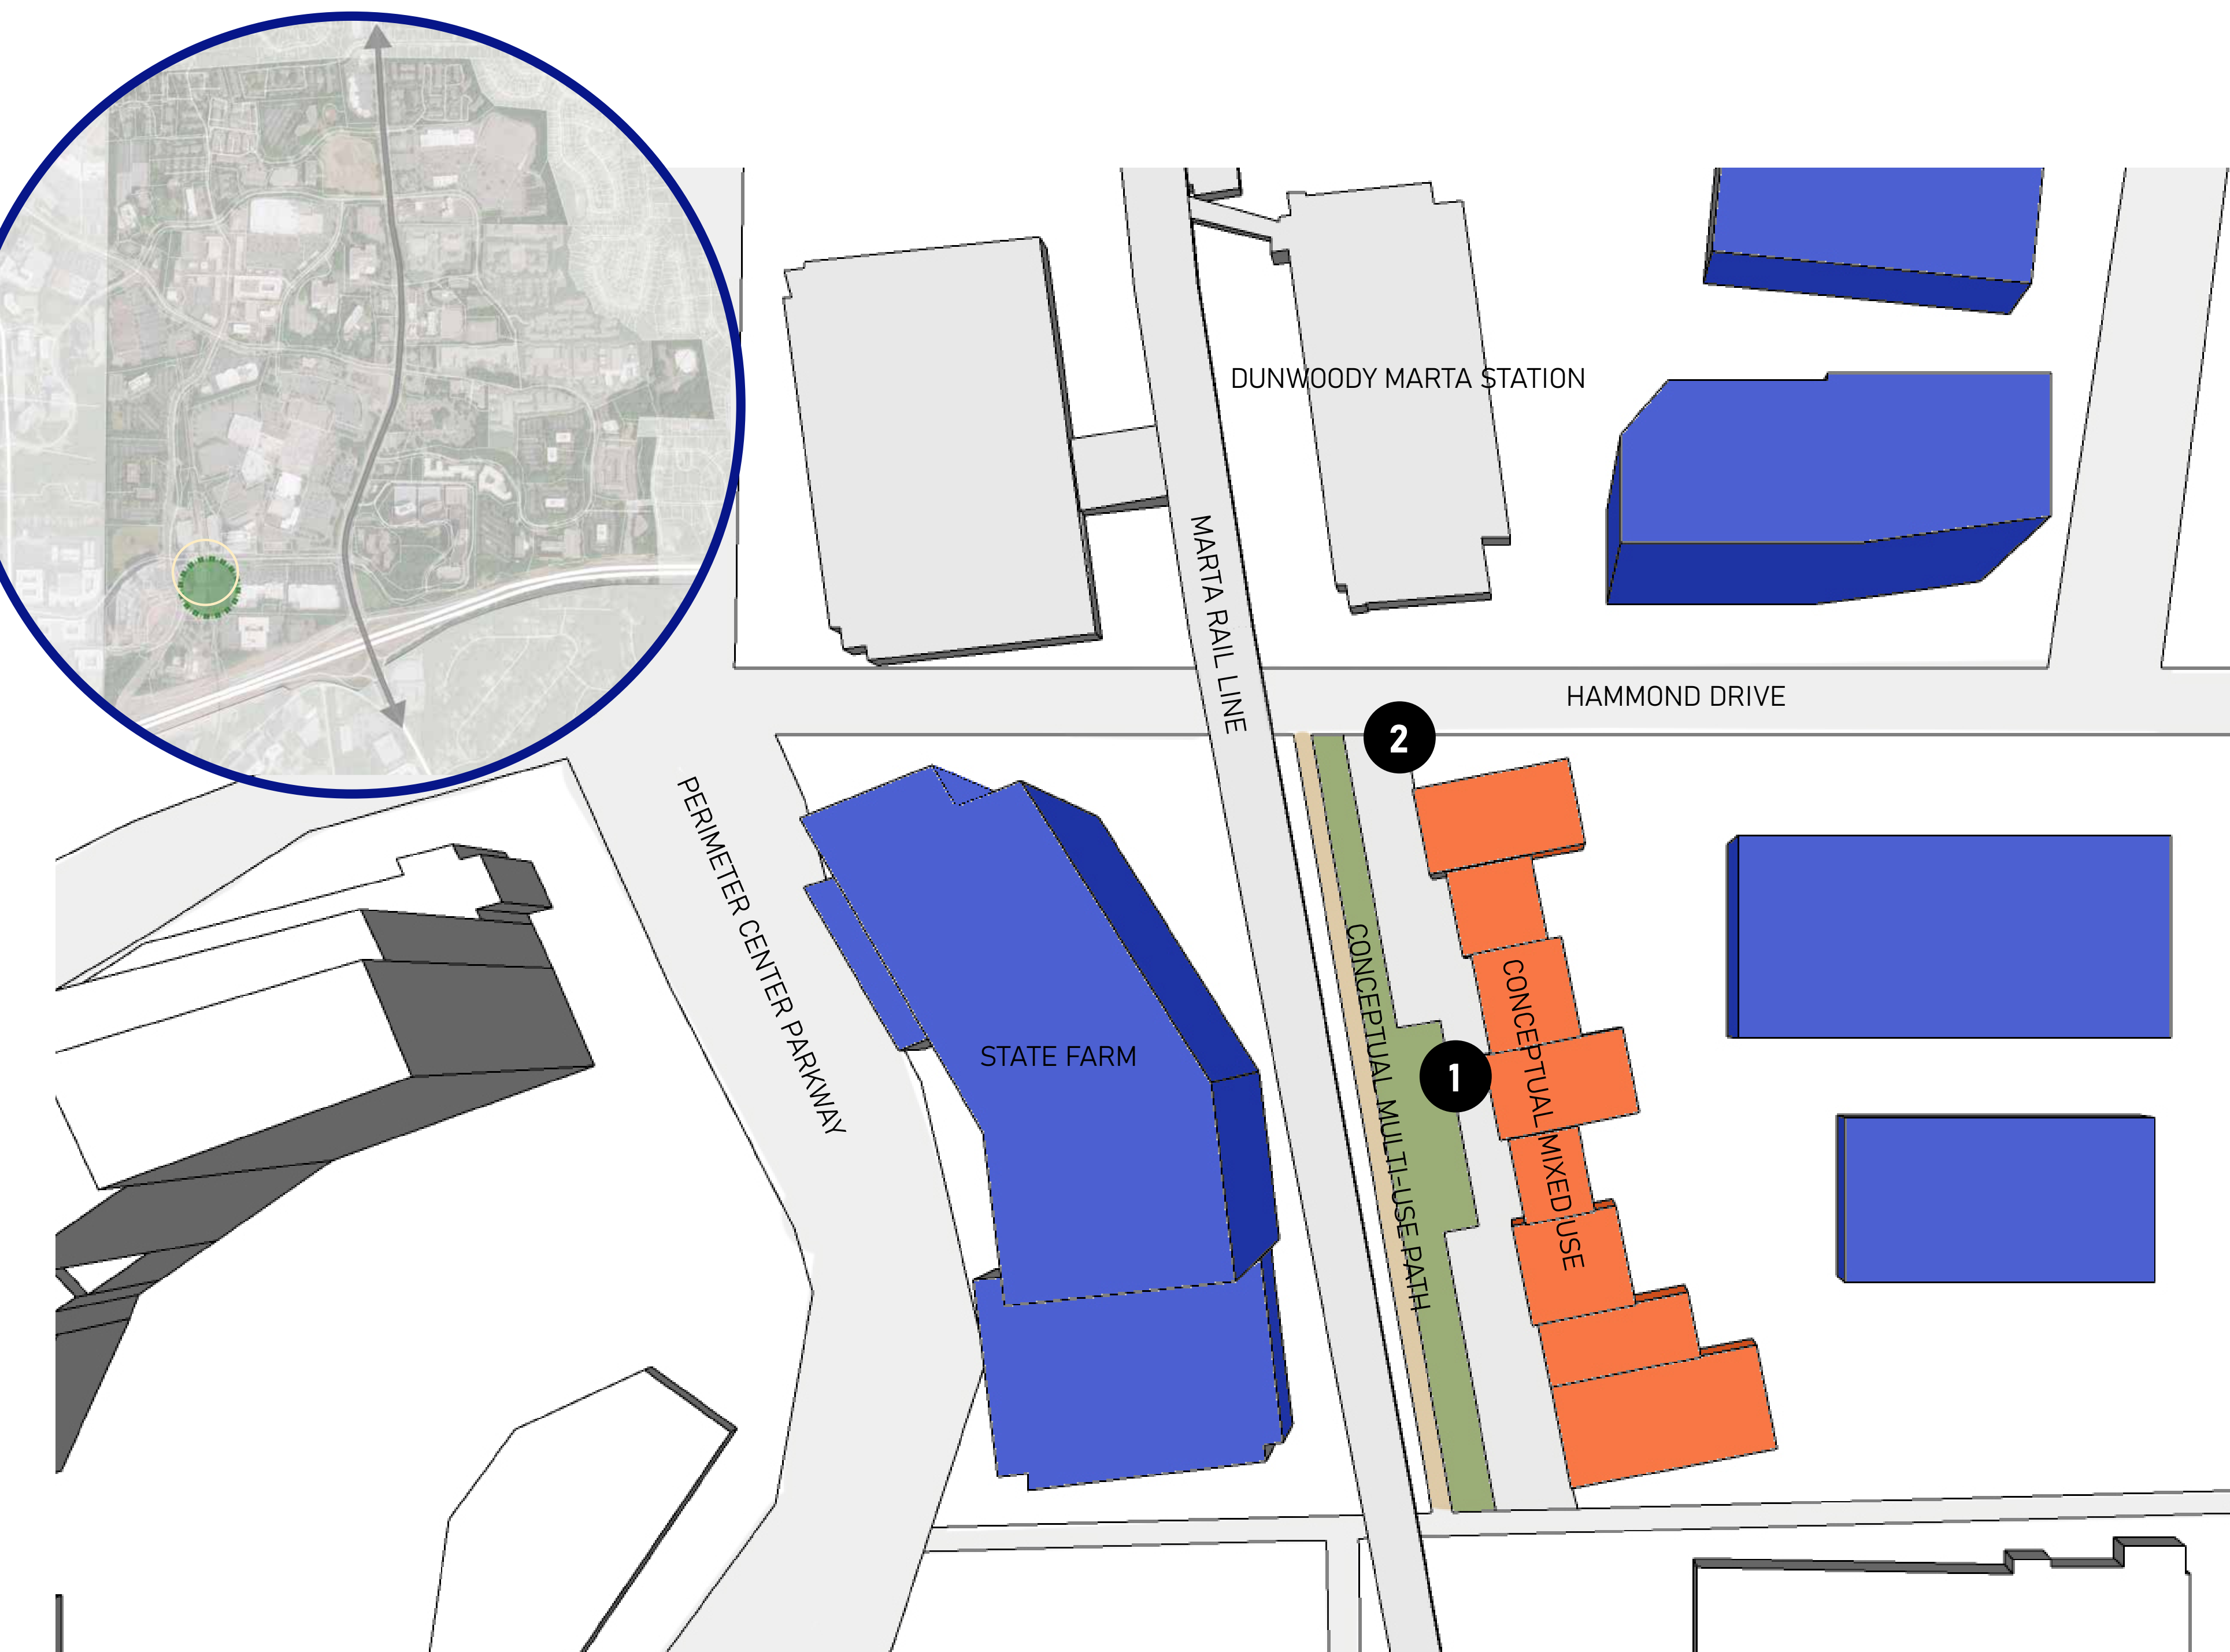 DUNWOODY MARTA STATION
MARTA RAIL LINE
HAMMOND DRIVE
2
PERIMETER CENTER PARKWAY
STATE FARM
CONCEPTUAL MULTI-USE PATH
1
CONCEPTUAL MIXED USE